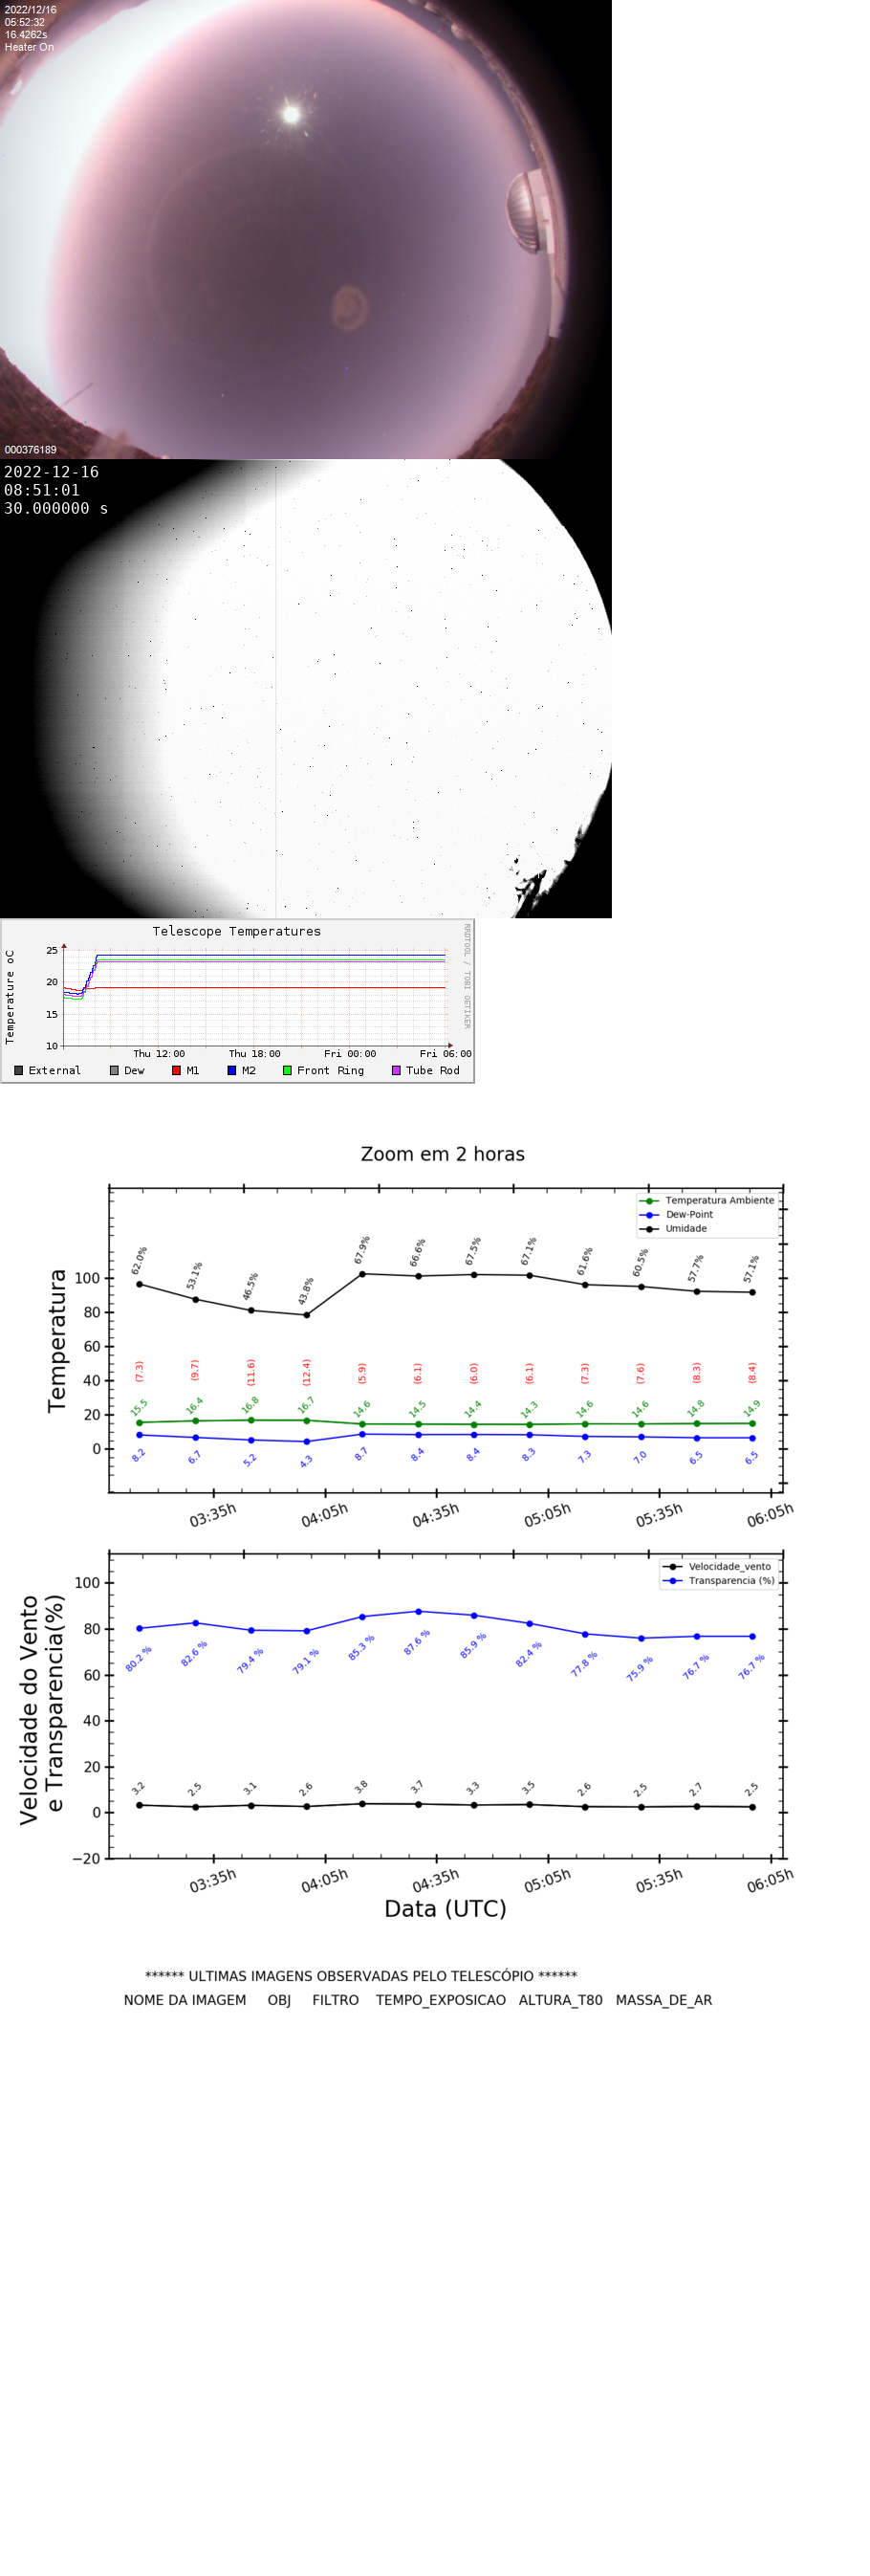 2022/12/16
05:52:32
16.4262s
Heater On
000376189
2022-12-16
08:51:01
30.000000 s
Telescope Temperatures
RRDTOOL / TOBI OETIKER
Temperature oC
25
20
15
10
Thu 12:00 Thu 18:00 Fri 00:00 Fri 06:00
External Dew M1 M2 Front Ring Tube Rod
Zoom em 2 horas
Temperatura Ambiente
Dew-Point
Umidade
Temperatura
100
80
60
40
20
0
62.0% 53.1% 46.5% 43.8% 67.9% 66.6% 67.5% 67.1% 61.6% 60.5% 57.7% 57.1%
(7.3) (9.7) (11.6) (12.4) (5.9) (6.1) (6.0) (6.1) (7.3) (7.6) (8.3) (8.4)
15.5 16.4 16.8 16.7 14.6 14.5 14.4 14.3 14.6 14.6 14.8 14.9
8.2 6.7 5.2 4.3 8.7 8.4 8.4 8.3 7.3 7.0 6.5 6.5
03:35h 04:05h 04:35h 05:05h 05:35h 06:05h
Velocidade_vento
Transparencia (%)
Velocidade do Vento
e Transparencia(%)
100
80
60
40
20
0
−20
80.2 % 82.6 % 79.4 % 79.1 % 85.3 % 87.6 % 85.9 % 82.4 % 77.8 % 75.9 % 76.7 % 76.7 %
3.2 2.5 3.1 2.6 3.8 3.7 3.3 3.5 2.6 2.5 2.7 2.5
03:35h 04:05h 04:35h 05:05h 05:35h 06:05h
Data (UTC)
****** ULTIMAS IMAGENS OBSERVADAS PELO TELESCÓPIO ******
NOME DA IMAGEM OBJ FILTRO TEMPO_EXPOSICAO ALTURA_T80 MASSA_DE_AR